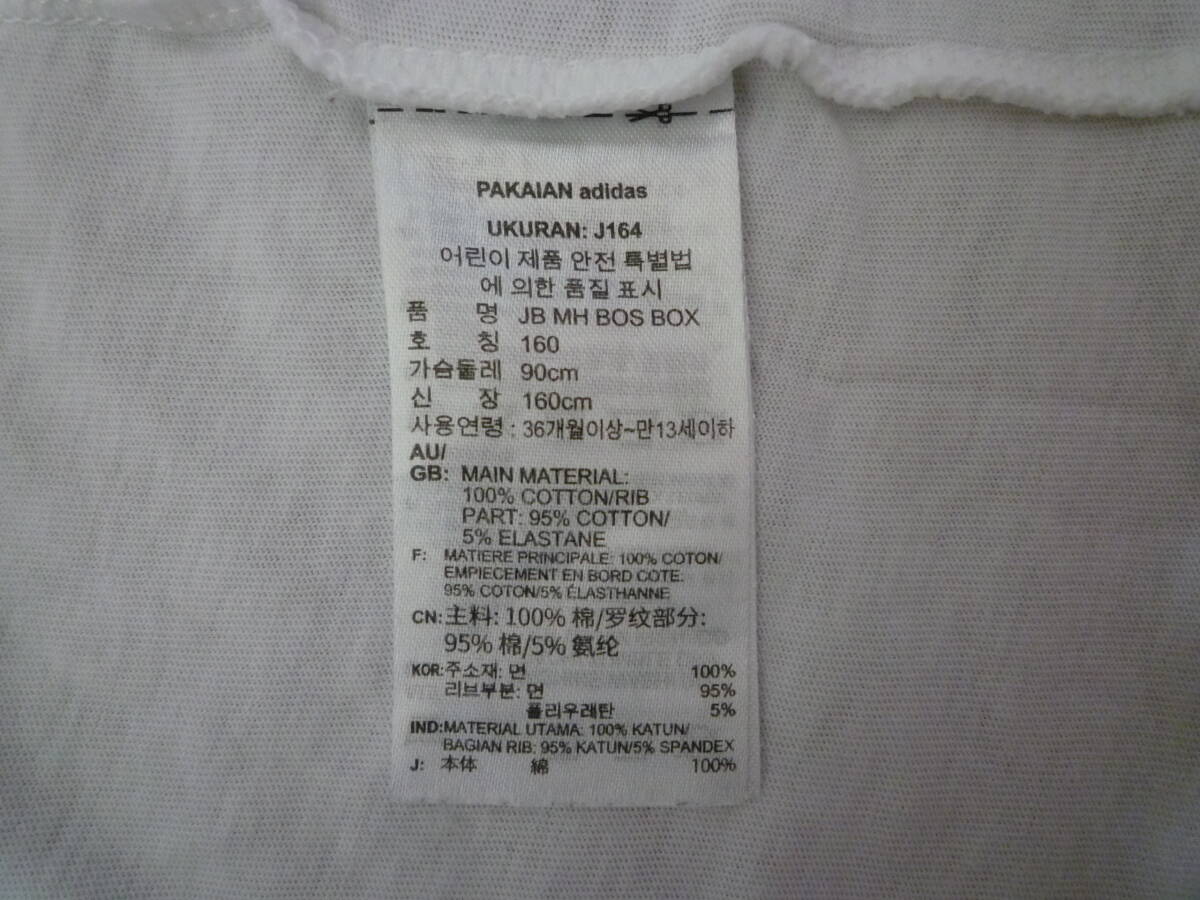 PAKAIAN adidas
UKURAN: J164
어린이 제품 안전 특별법
에 의한 품질 표시
품 명 JB MH BOS BOX
호 칭 160
가슴둘레 90cm
신 장 160cm
사용연령 : 36개월이상~만13세이하
AU/
GB: MAIN MATERIAL:
100% COTTON/RIB
PART: 95% COTTON/
5% ELASTANE
F: MATIERE PRINCIPALE: 100% COTON/
EMPIECEMENT EN BORD COTE:
95% COTON/5% ÉLASTHANNE
CN: 主料: 100% 棉/罗纹部分:
95% 棉/5% 氨纶
KOR: 주소재: 면 100%
리브부분: 면 95%
폴리우레탄 5%
IND: MATERIAL UTAMA: 100% KATUN/
BAGIAN RIB: 95% KATUN/5% SPANDEX
J: 本体 綿 100%